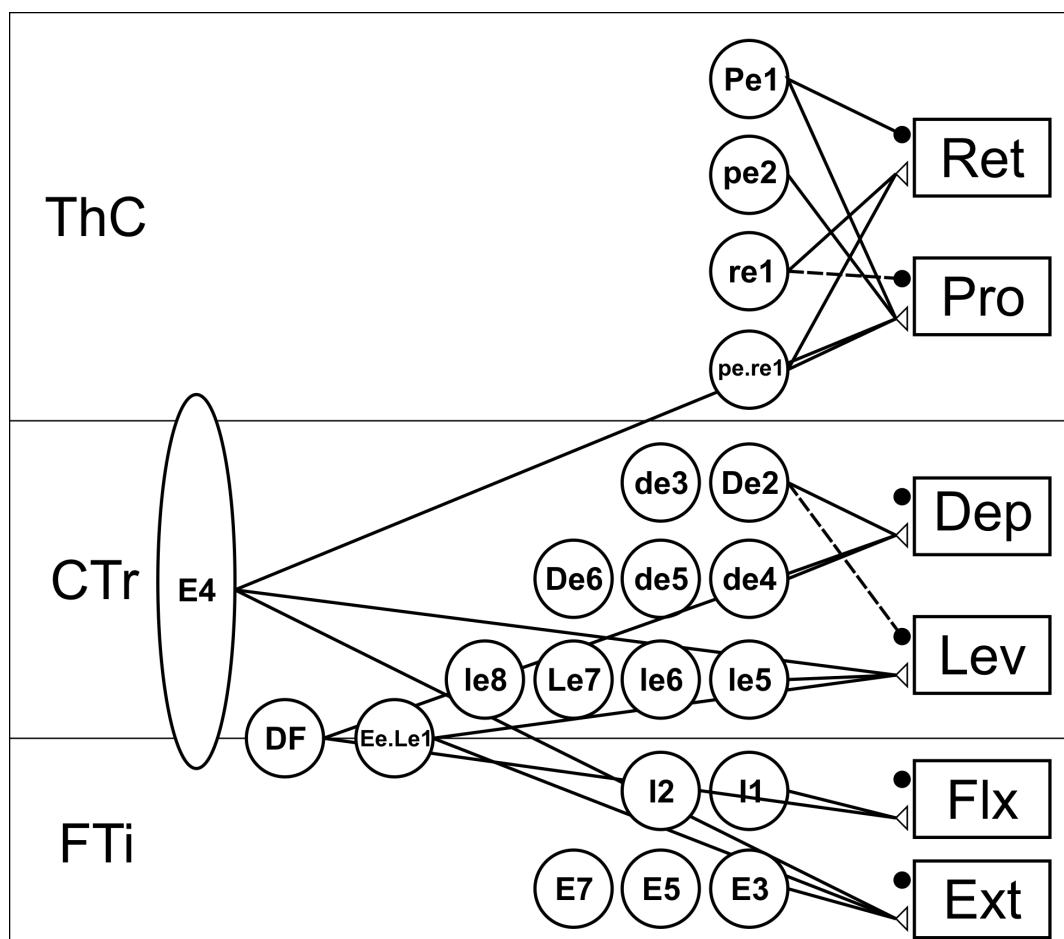 Pe1
Ret
pe2
ThC
re1
Pro
pe.re1
de3 De2
Dep
CTr
E4
De6 de5 de4
le8 Le7 le6 le5
Lev
DF Ee.Le1
I2 I1
Flx
FTi
E7 E5 E3
Ext